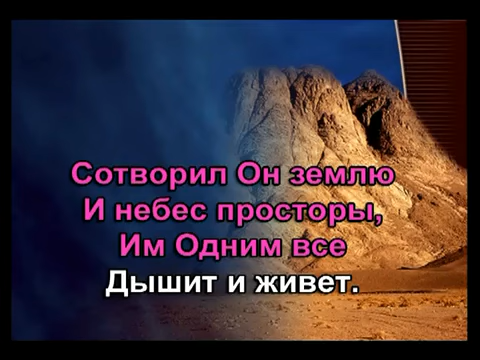 Сотворил Он землю
И небес просторы,
Им Одним все
Дышит и живет.